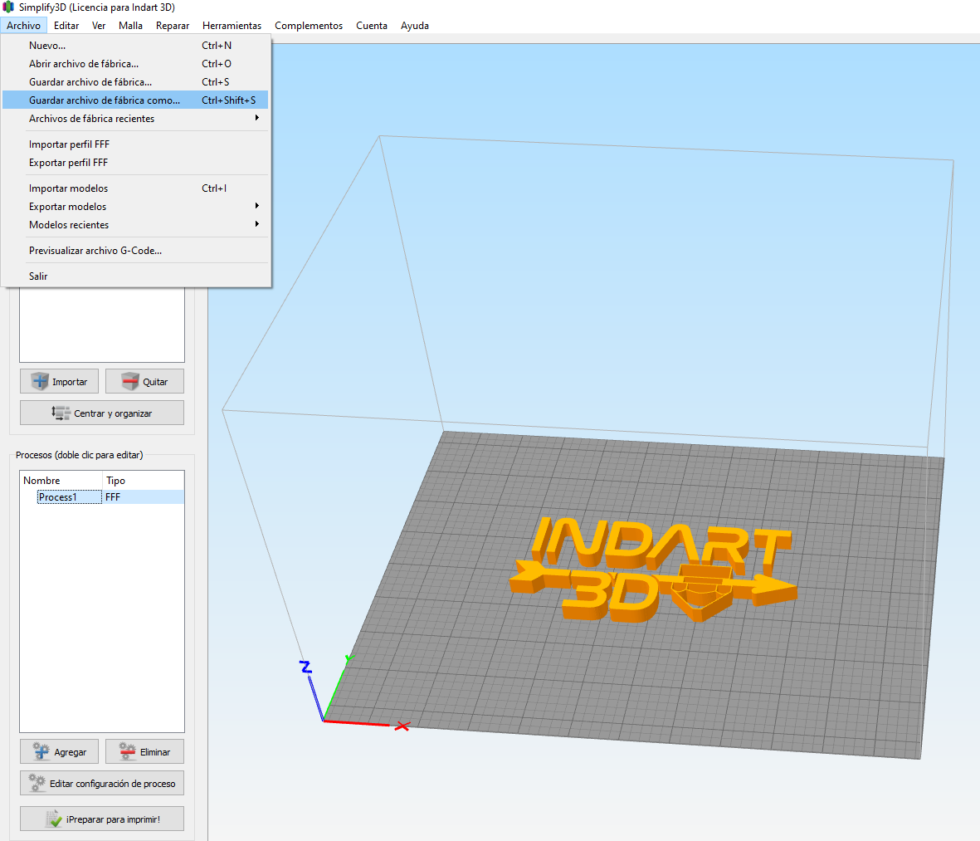 Simplify3D (Licencia para Indart 3D)
Archivo Editar Ver Malla Reparar Herramientas Complementos Cuenta Ayuda
Nuevo... Ctrl+N
Abrir archivo de fábrica... Ctrl+O
Guardar archivo de fábrica... Ctrl+S
Guardar archivo de fábrica como... Ctrl+Shift+S
Archivos de fábrica recientes
Importar perfil FFF
Exportar perfil FFF
Importar modelos Ctrl+I
Exportar modelos
Modelos recientes
Previsualizar archivo G-Code...
Salir
Importar Quitar
Centrar y organizar
Procesos (doble clic para editar)
Nombre Tipo
Process1 FFF
Agregar Eliminar
Editar configuración de proceso
¡Preparar para imprimir!
INDART
3D
Z
Y
X